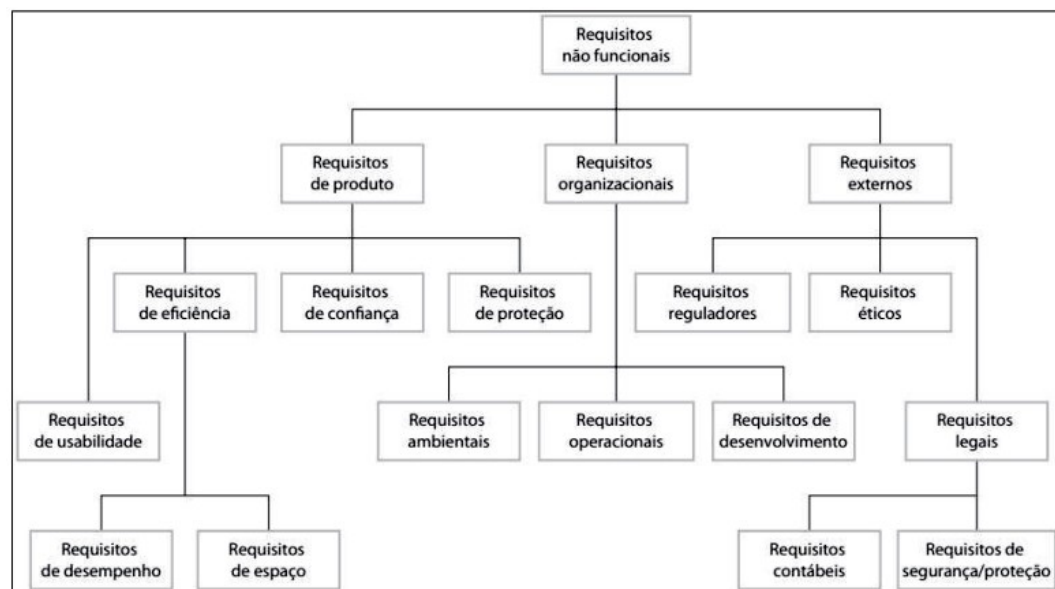 Requisitos
não funcionais
Requisitos
de produto
Requisitos
organizacionais
Requisitos
externos
Requisitos
de eficiência
Requisitos
de confiança
Requisitos
de proteção
Requisitos
reguladores
Requisitos
éticos
Requisitos
de usabilidade
Requisitos
ambientais
Requisitos
operacionais
Requisitos de
desenvolvimento
Requisitos
legais
Requisitos
de desempenho
Requisitos
de espaço
Requisitos
contábeis
Requisitos de
segurança/proteção